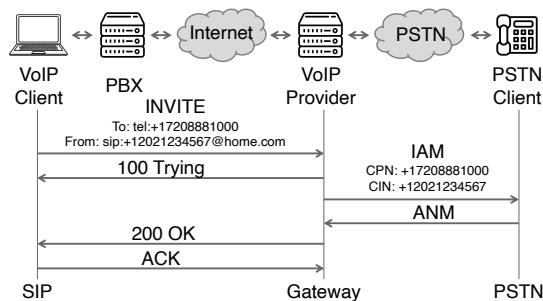 Internet
PSTN
VoIP
Client
PBX
VoIP
Provider
PSTN
Client
INVITE
To: tel:+17208881000
From: sip:+12021234567@home.com
100 Trying
IAM
CPN: +17208881000
CIN: +12021234567
ANM
200 OK
ACK
SIP
Gateway
PSTN